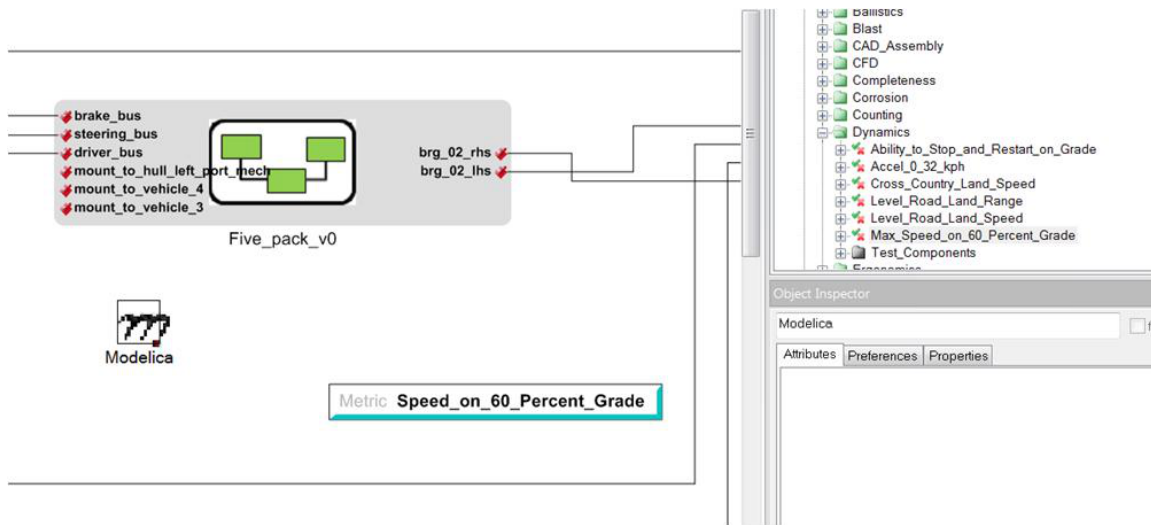 brake_bus
steering_bus
driver_bus
mount_to_hull_left_port_mech
mount_to_vehicle_4
mount_to_vehicle_3
brg_02_rhs
brg_02_lhs
Five_pack_v0
Modelica
Metric Speed_on_60_Percent_Grade
Ballistics
Blast
CAD_Assembly
CFD
Completeness
Corrosion
Counting
Dynamics
Ability_to_Stop_and_Restart_on_Grade
Accel_0_32_kph
Cross_Country_Land_Speed
Level_Road_Land_Range
Level_Road_Land_Speed
Max_Speed_on_60_Percent_Grade
Test_Components
Ergonomics
Object Inspector
Modelica
Attributes Preferences Properties